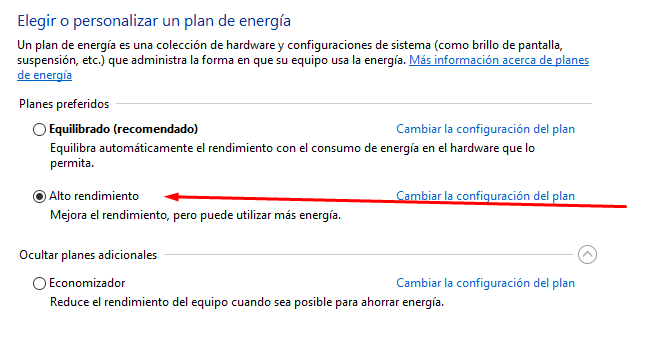 Elegir o personalizar un plan de energía
Un plan de energía es una colección de hardware y configuraciones de sistema (como brillo de pantalla,
suspensión, etc.) que administra la forma en que su equipo usa la energía. Más información acerca de planes
de energía
Planes preferidos
Equilibrado (recomendado) Cambiar la configuración del plan
Equilibra automáticamente el rendimiento con el consumo de energía en el hardware que lo
permita.
Alto rendimiento Cambiar la configuración del plan
Mejora el rendimiento, pero puede utilizar más energía.
Ocultar planes adicionales
Economizador Cambiar la configuración del plan
Reduce el rendimiento del equipo cuando sea posible para ahorrar energía.